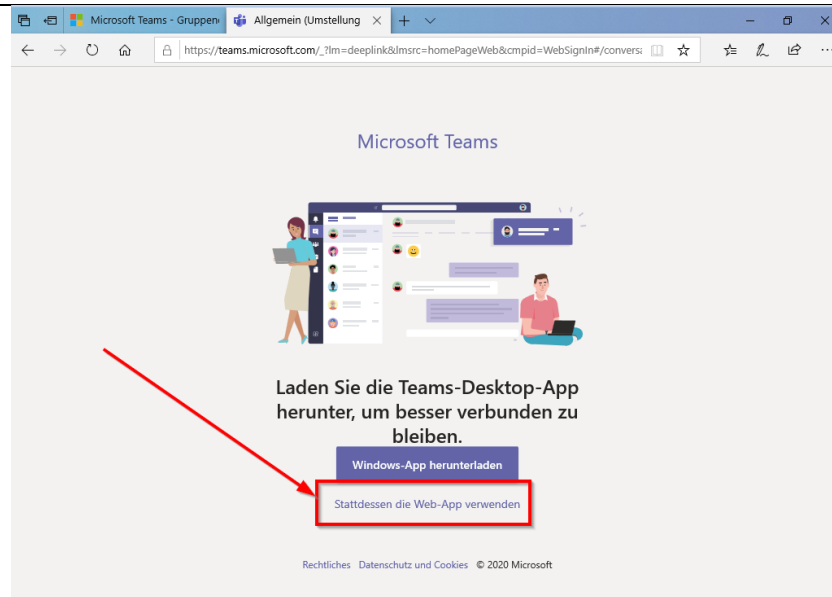 Microsoft Teams - Gruppen
Allgemein (Umstellung
https://teams.microsoft.com/_?lm=deeplink&lmsrc=homePageWeb&cmpid=WebSignIn#/conversa
Microsoft Teams
Laden Sie die Teams-Desktop-App
herunter, um besser verbunden zu
bleiben.
Windows-App herunterladen
Stattdessen die Web-App verwenden
Rechtliches Datenschutz und Cookies © 2020 Microsoft